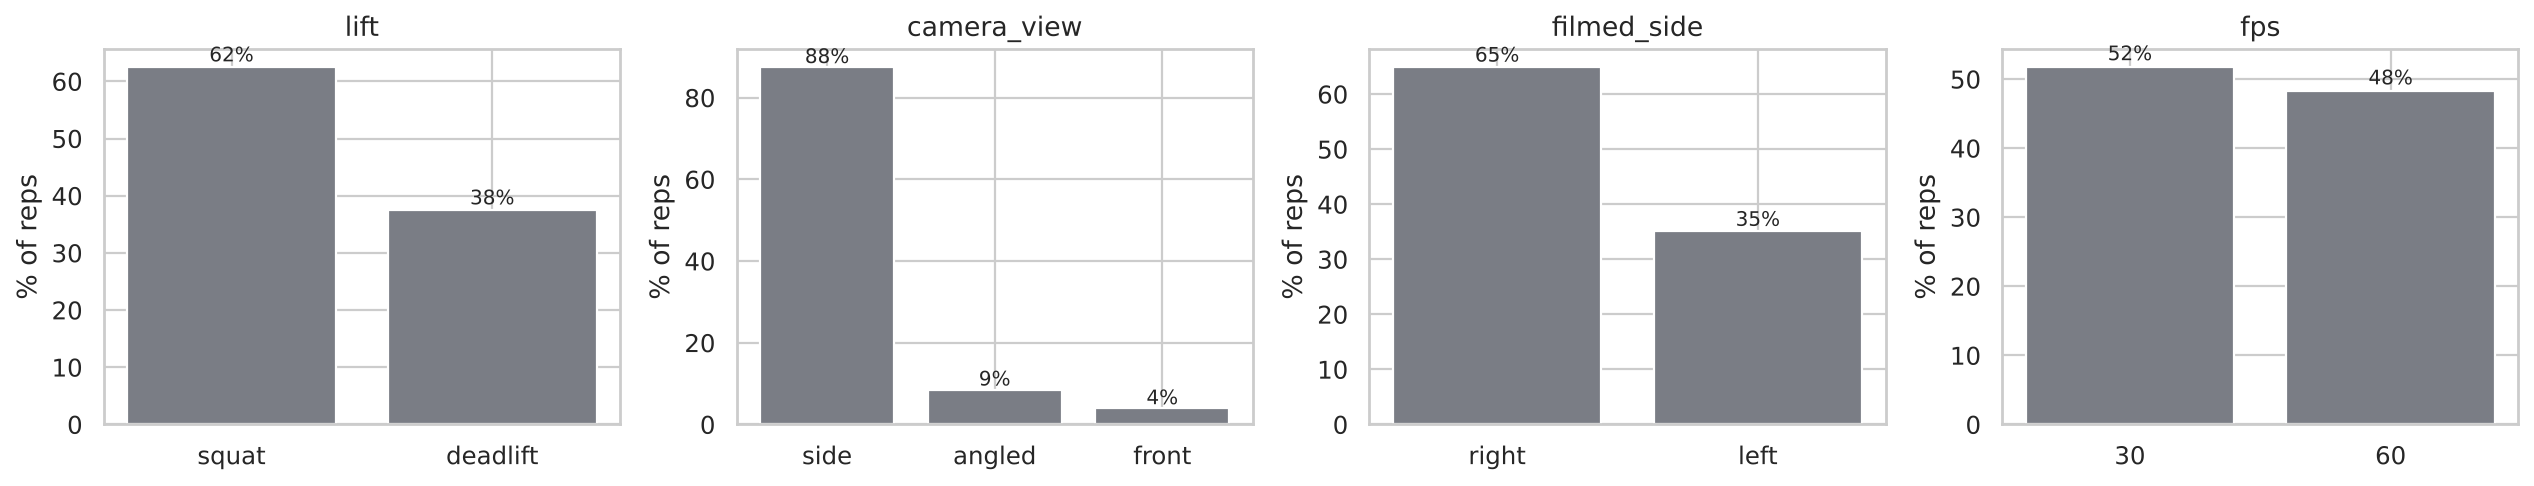 lift
62%
38%
60
50
40
30
20
10
0
% of reps
squat
deadlift
camera_view
88%
9%
4%
80
60
40
20
0
% of reps
side
angled
front
filmed_side
65%
35%
60
50
40
30
20
10
0
% of reps
right
left
fps
52%
48%
50
40
30
20
10
0
% of reps
30
60